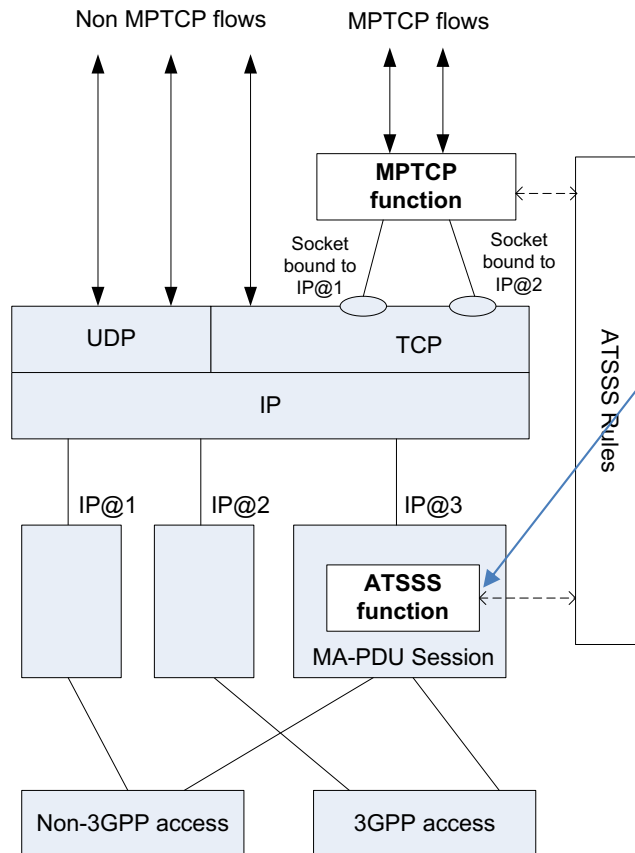 Non MPTCP flows
MPTCP flows
MPTCP
function
Socket
bound to
IP@1
Socket
bound to
IP@2
UDP
TCP
IP
ATSSS Rules
IP@1
IP@2
IP@3
ATSSS
function
MA-PDU Session
Non-3GPP access
3GPP access